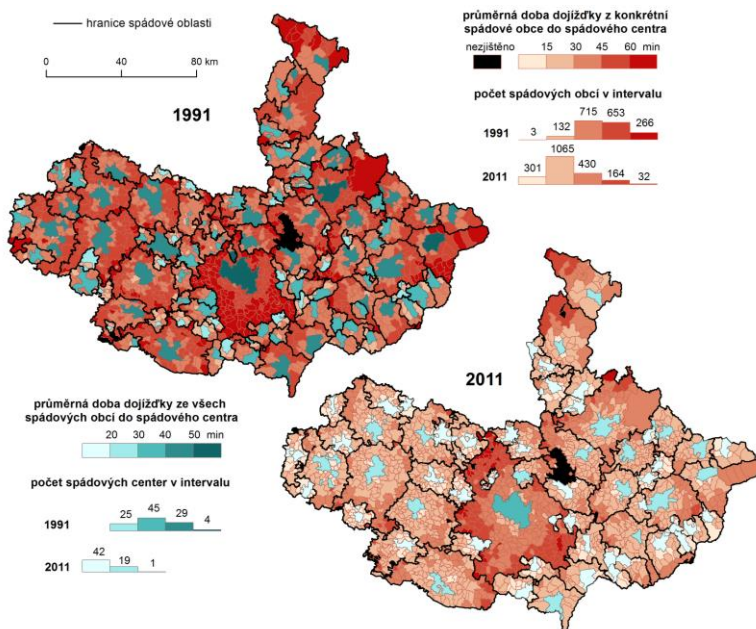 hranice spádové oblasti
0 40 80 km
1991
průměrná doba dojížďky z konkrétní
spádové obce do spádového centra
nezjištěno 15 30 45 60 min
počet spádových obcí v intervalu
1991 3 132 715 653 266
2011 301 1065 430 164 32
2011
průměrná doba dojížďky ze všech
spádových obcí do spádového centra
20 30 40 50 min
počet spádových center v intervalu
1991 25 45 29 4
2011 42 19 1